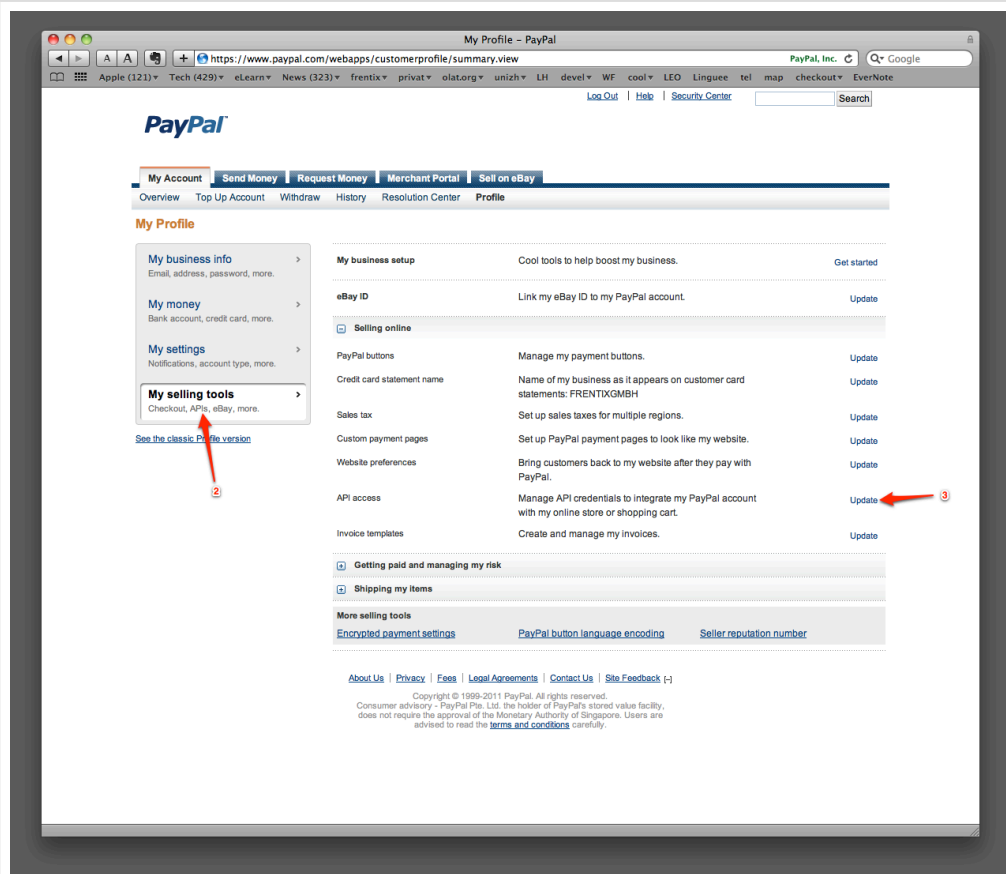 My Profile – PayPal
A A + https://www.paypal.com/webapps/customerprofile/summary.view PayPal, Inc. Google
Apple (121) Tech (429) eLearn News (323) frentix privat olat.org unizh LH devel WF cool LEO Linguee tel map checkout EverNote
Log Out | Help | Security Center Search
PayPal
My Account Send Money Request Money Merchant Portal Sell on eBay
Overview Top Up Account Withdraw History Resolution Center Profile
My Profile
My business info
Email, address, password, more.
My money
Bank account, credit card, more.
My settings
Notifications, account type, more.
My selling tools
Checkout, APIs, eBay, more.
See the classic Profile version
2
My business setup Cool tools to help boost my business. Get started
eBay ID Link my eBay ID to my PayPal account. Update
Selling online
PayPal buttons Manage my payment buttons. Update
Credit card statement name Name of my business as it appears on customer card Update
statements: FRENTIXGMBH
Sales tax Set up sales taxes for multiple regions. Update
Custom payment pages Set up PayPal payment pages to look like my website. Update
Website preferences Bring customers back to my website after they pay with Update
PayPal.
API access Manage API credentials to integrate my PayPal account Update 3
with my online store or shopping cart.
Invoice templates Create and manage my invoices. Update
Getting paid and managing my risk
Shipping my items
More selling tools
Encrypted payment settings PayPal button language encoding Seller reputation number
About Us | Privacy | Fees | Legal Agreements | Contact Us | Site Feedback [-]
Copyright © 1999-2011 PayPal. All rights reserved.
Consumer advisory - PayPal Pte. Ltd. the holder of PayPal's stored value facility,
does not require the approval of the Monetary Authority of Singapore. Users are
advised to read the terms and conditions carefully.